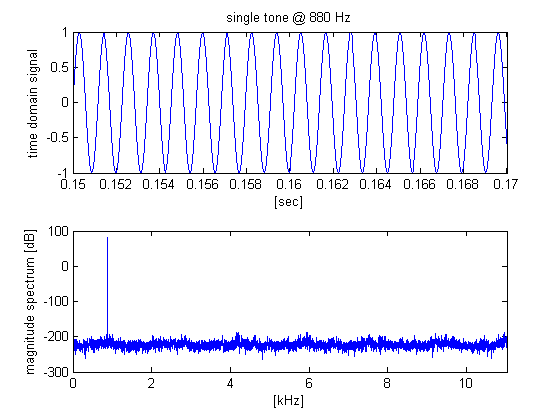 single tone @ 880 Hz
time domain signal
1
0.5
0
-0.5
-1
0.15 0.152 0.154 0.156 0.158 0.16 0.162 0.164 0.166 0.168 0.17
[sec]
magnitude spectrum [dB]
100
0
-100
-200
-300
0 2 4 6 8 10
[kHz]